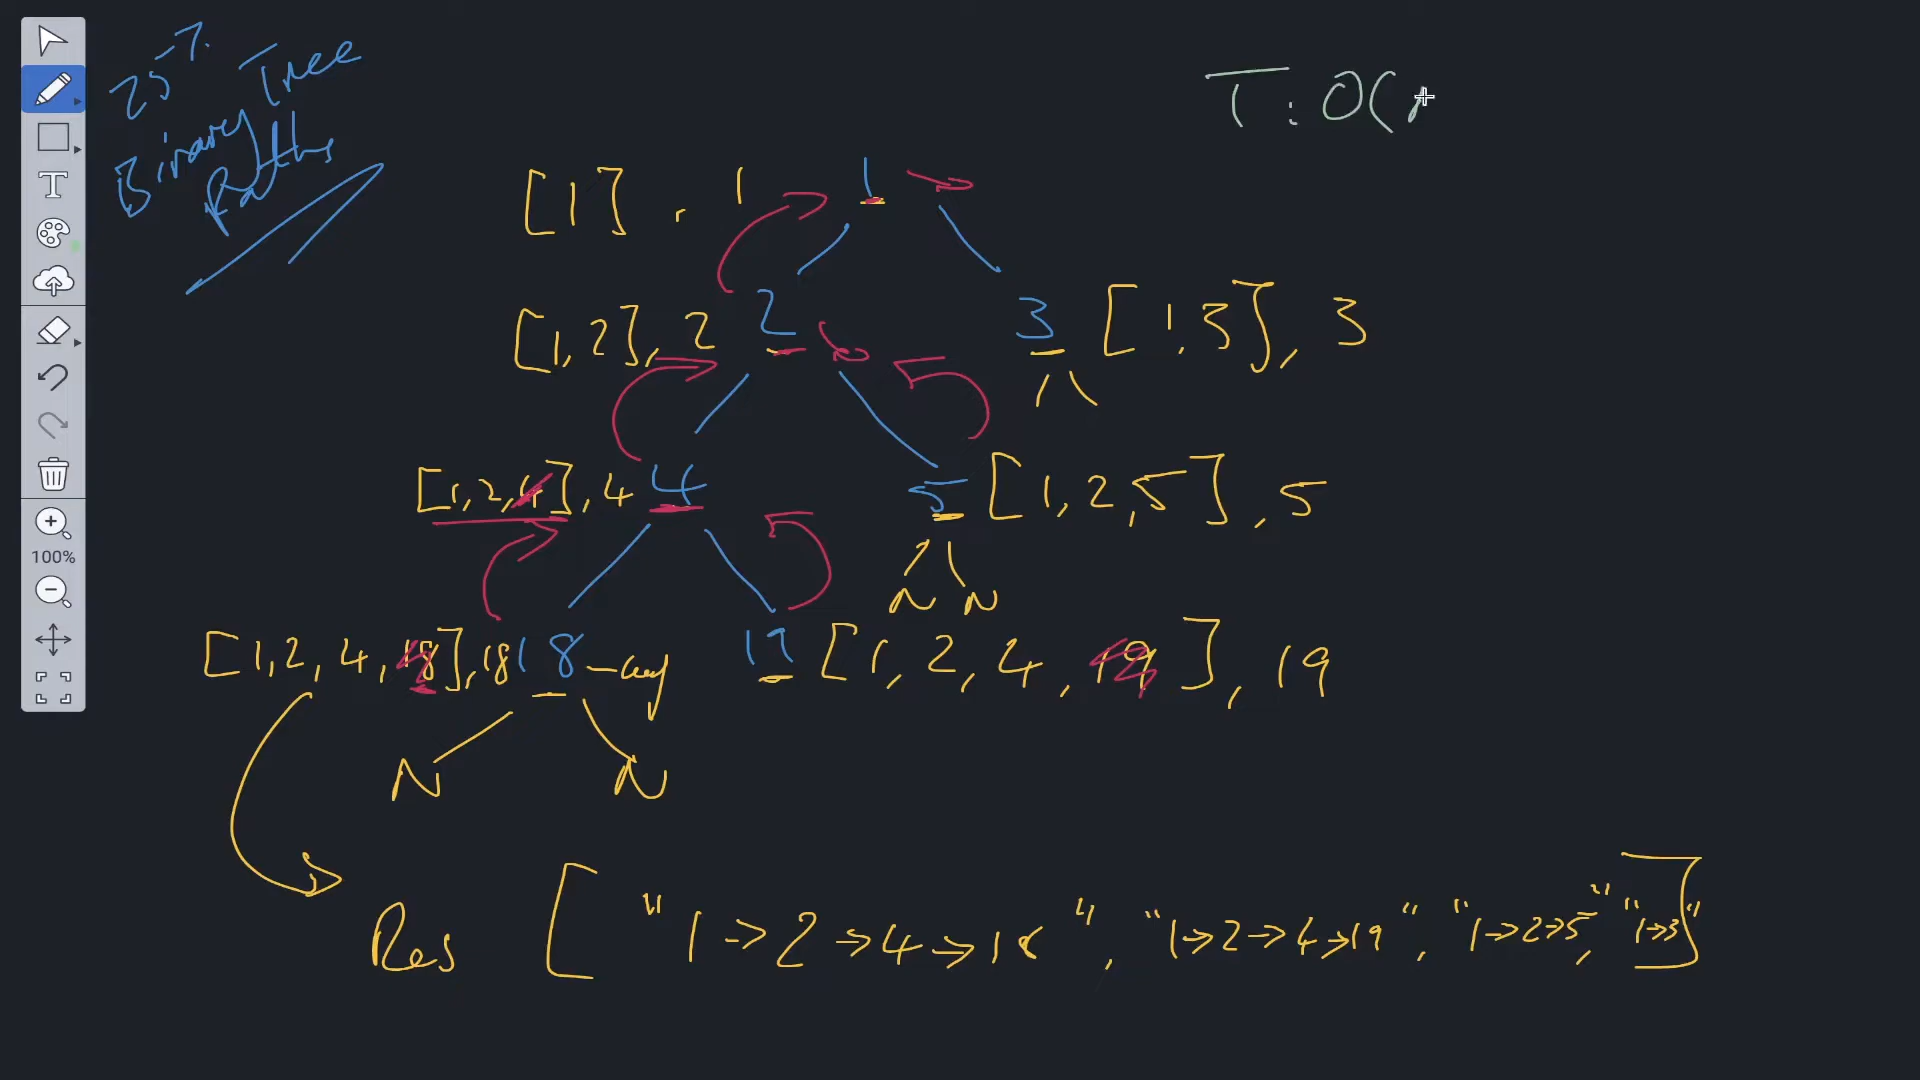 257.
Binary Tree
Paths
T: O(n
[1], 1 1
[1,2], 2 2 3 [1,3], 3
[1,2,4],4 4 5 [1,2,5], 5
N N
[1,2,4,18],18 18 19 [1,2,4,19], 19
N N
Res [ "1->2->4->18", "1->2->4->19", "1->2->5", "1->3"]
100%